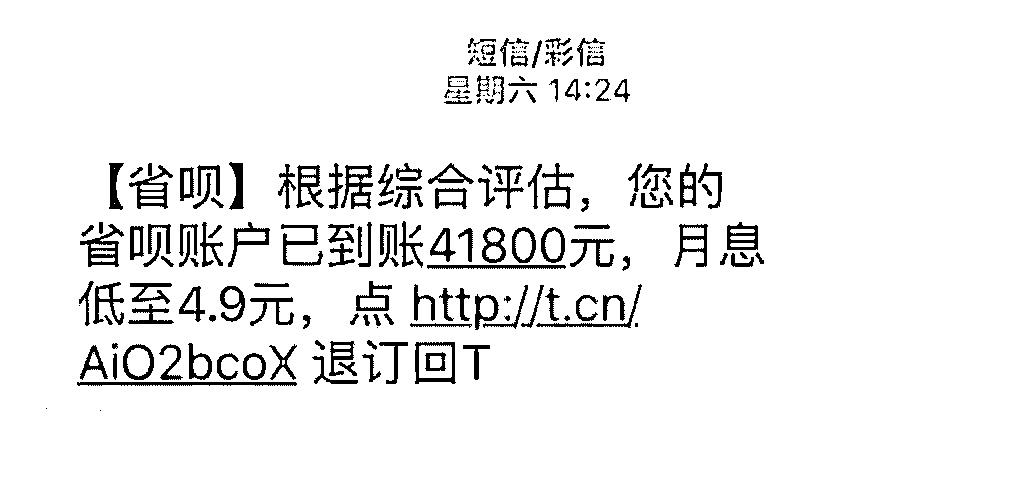 短信/彩信
星期六 14:24
【省呗】根据综合评估，您的
省呗账户已到账41800元，月息
低至4.9元，点 http://t.cn/
AiO2bcoX 退订回T